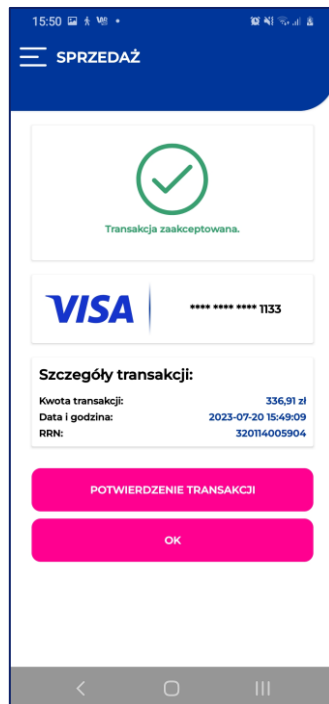 15:50
SPRZEDAŻ
Transakcja zaakceptowana.
VISA **** **** **** 1133
Szczegóły transakcji:
Kwota transakcji: 336,91 zł
Data i godzina: 2023-07-20 15:49:09
RRN: 320114005904
POTWIERDZENIE TRANSAKCJI
OK